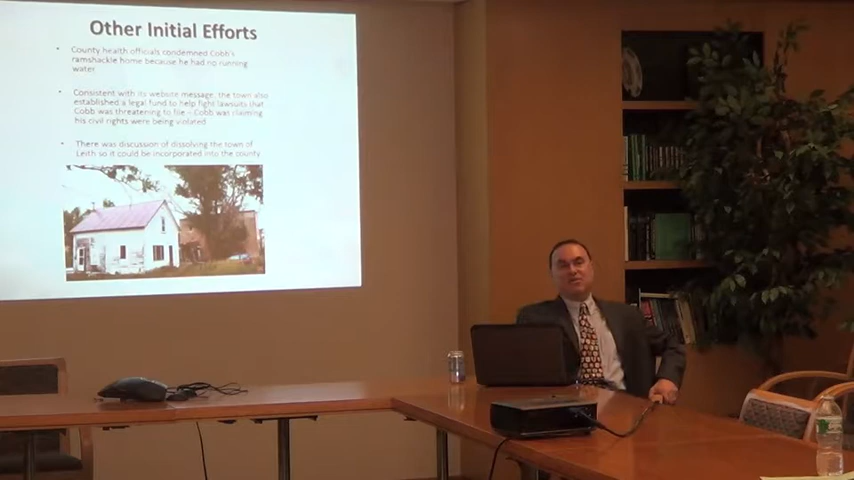 Other Initial Efforts
• County health officials condemned Cobb's
ramshackle home because he had no running
water
• Consistent with its website message, the town also
established a legal fund to help fight lawsuits that
Cobb was threatening to file – Cobb was claiming
his civil rights were being violated
• There was discussion of dissolving the town of
Leith so it could be incorporated into the county